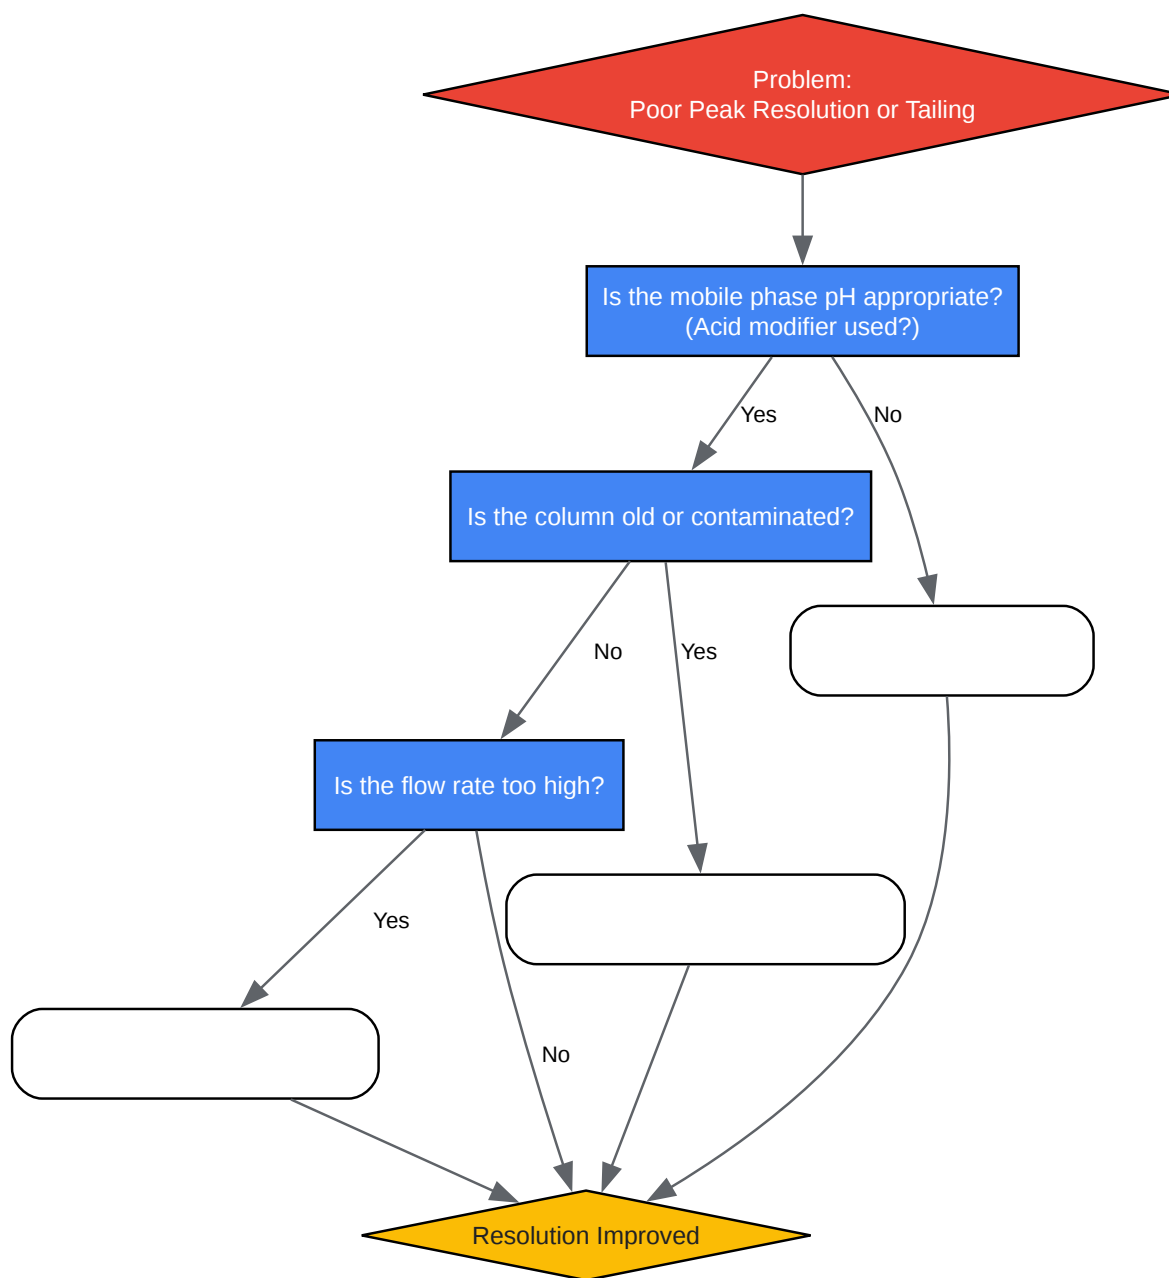 Problem:
Poor Peak Resolution or Tailing
Is the mobile phase pH appropriate?
(Acid modifier used?)
Yes
No
Is the column old or contaminated?
No
Yes
Is the flow rate too high?
Yes
No
Resolution Improved